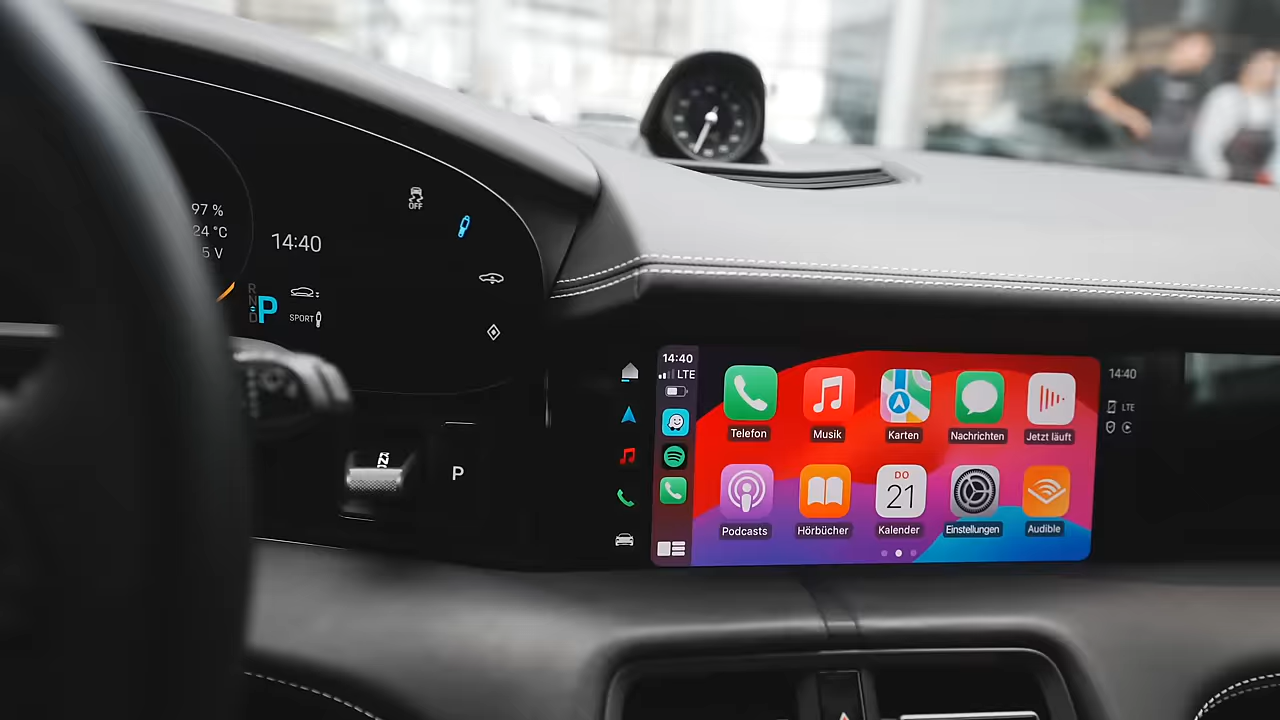 97 %
24 °C
5 V
14:40
OFF
R
N
D
P
SPORT
P
14:40
LTE
Telefon
Musik
Karten
Nachrichten
Jetzt läuft
Podcasts
Hörbücher
DO
21
Kalender
Einstellungen
Audible
14:40
LTE